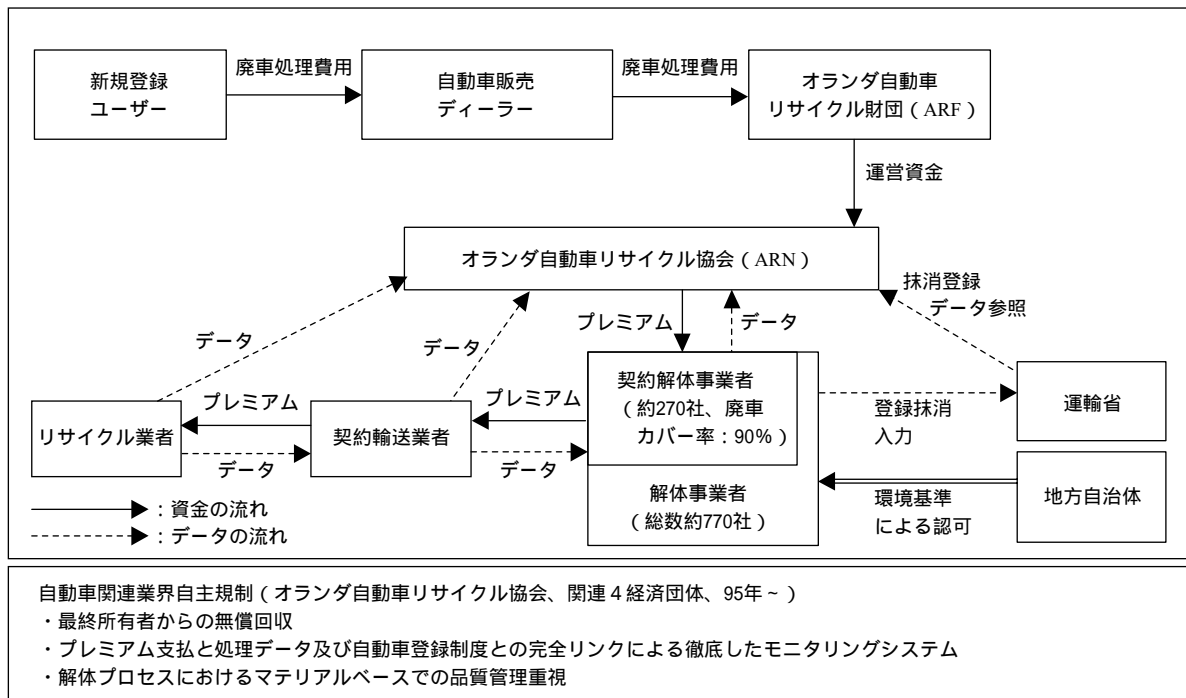 新規登録
ユーザー
廃車処理費用
自動車販売
ディーラー
廃車処理費用
オランダ自動車
リサイクル財団(ARF)
運営資金
オランダ自動車リサイクル協会(ARN)
抹消登録
データ参照
データ
データ
プレミアム
データ
リサイクル業者
プレミアム
データ
契約輸送業者
プレミアム
データ
契約解体事業者
(約270社、廃車
カバー率:90%)
解体事業者
(総数約770社)
登録抹消
入力
運輸省
環境基準
による認可
地方自治体
:資金の流れ
:データの流れ
自動車関連業界自主規制(オランダ自動車リサイクル協会、関連4経済団体、95年~)
・最終所有者からの無償回収
・プレミアム支払と処理データ及び自動車登録制度との完全リンクによる徹底したモニタリングシステム
・解体プロセスにおけるマテリアルベースでの品質管理重視